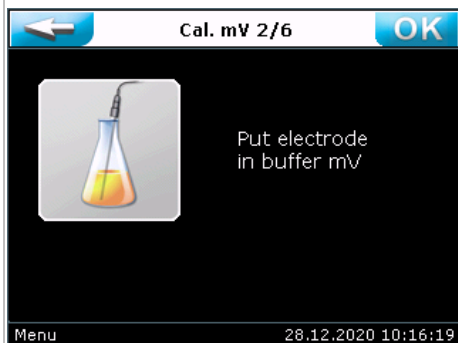 Cal. mV 2/6
OK
Put electrode
in buffer mV
Menu
28.12.2020 10:16:19